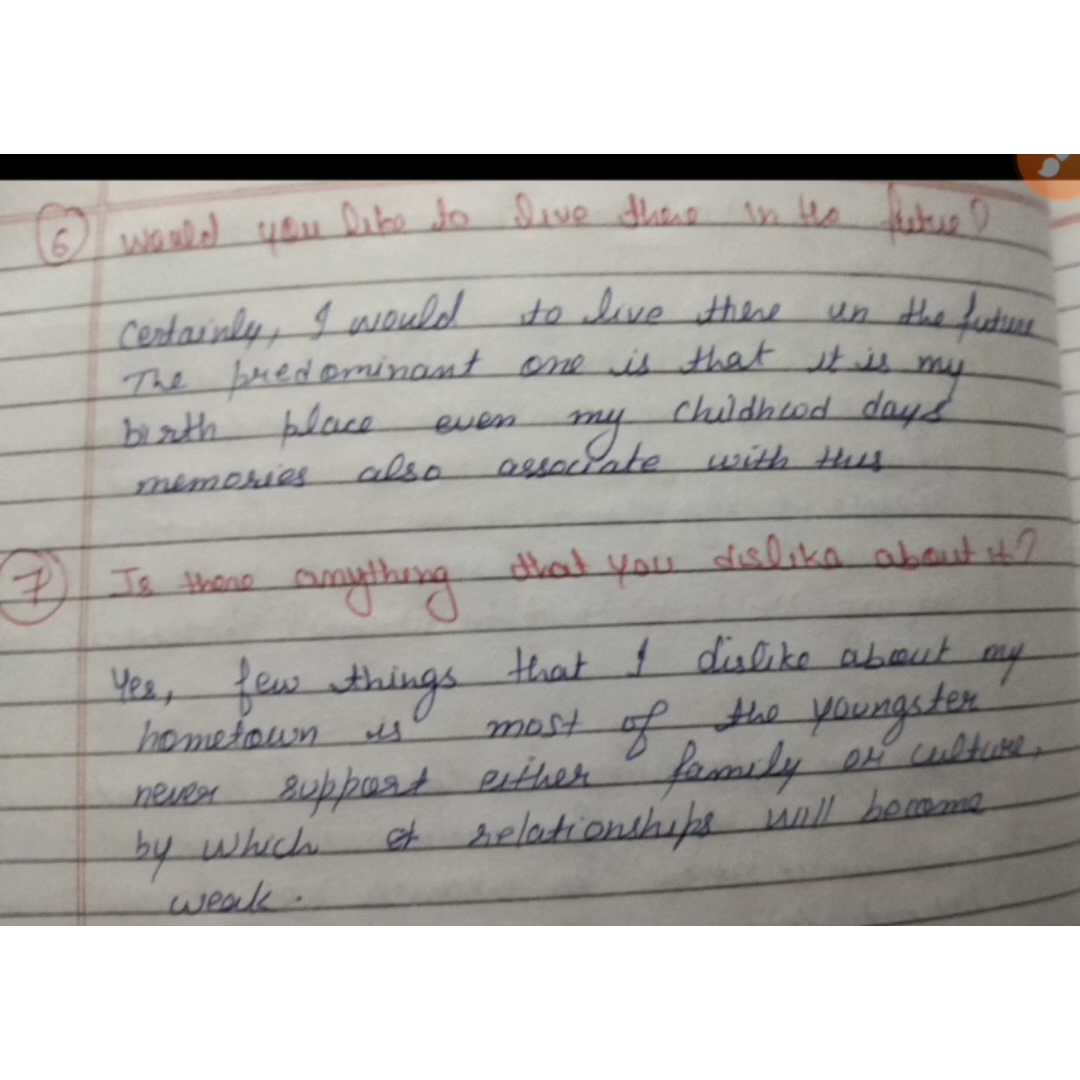 6 would you like to live there in the future?
Certainly, I would to live there in the future
The predominant one is that it is my
birth place even my childhood days
memories also associate with this
7 Is there anything that you dislike about it?
Yes, few things that I dislike about my
hometown is most of the youngster
never support either family or culture,
by which relationships will become
weak.